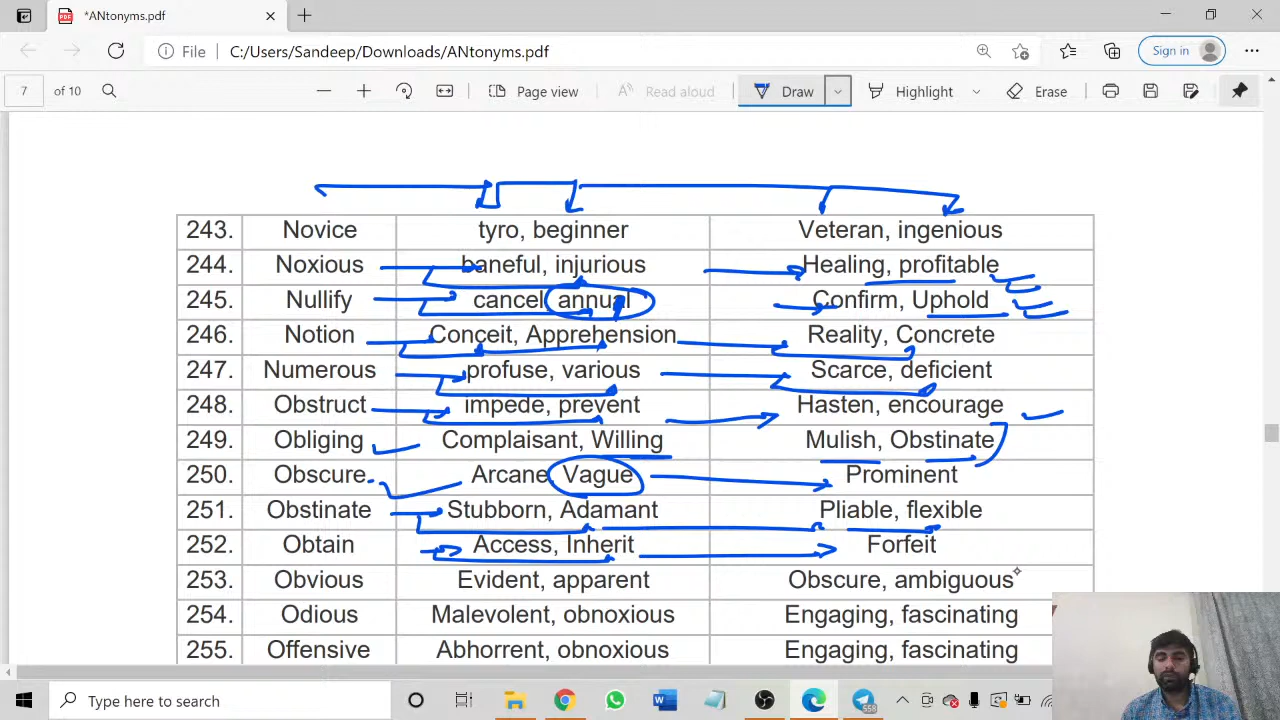 *ANtonyms.pdf
File C:/Users/Sandeep/Downloads/ANtonyms.pdf Sign in
7 of 10 Page view Read aloud Draw Highlight Erase
243. Novice tyro, beginner Veteran, ingenious
244. Noxious baneful, injurious Healing, profitable
245. Nullify cancel, annual Confirm, Uphold
246. Notion Conceit, Apprehension Reality, Concrete
247. Numerous profuse, various Scarce, deficient
248. Obstruct impede, prevent Hasten, encourage
249. Obliging Complaisant, Willing Mulish, Obstinate
250. Obscure. Arcane, Vague Prominent
251. Obstinate Stubborn, Adamant Pliable, flexible
252. Obtain Access, Inherit Forfeit
253. Obvious Evident, apparent Obscure, ambiguous
254. Odious Malevolent, obnoxious Engaging, fascinating
255. Offensive Abhorrent, obnoxious Engaging, fascinating
Type here to search 558